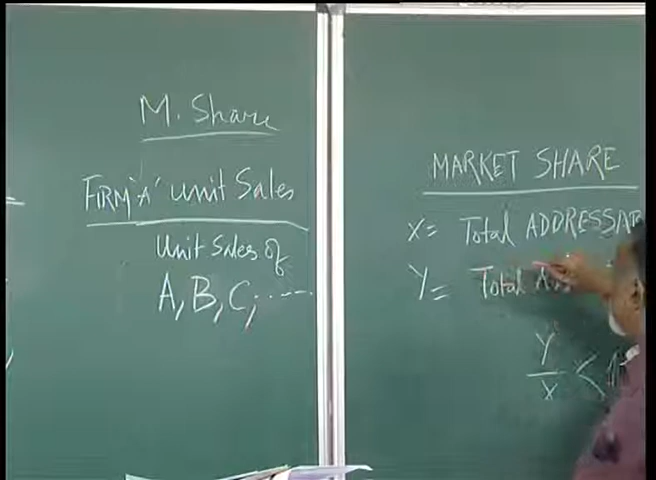 M. Share
FIRM 'A' unit Sales
Unit Sales of
A, B, C, ----
MARKET SHARE
X = Total ADDRESSAB
Y = Total
Y
X <